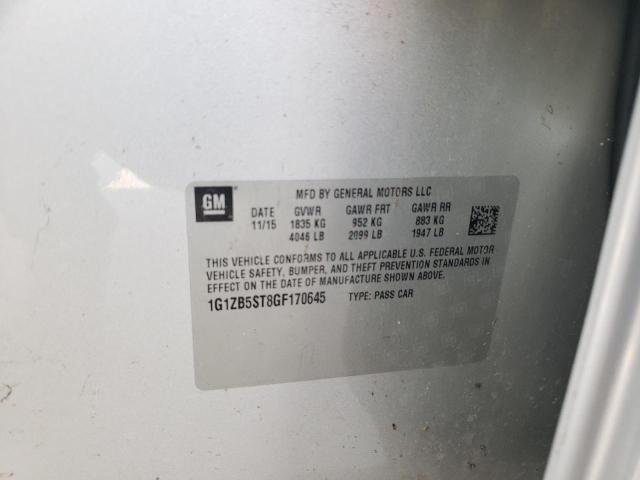 GM
MFD BY GENERAL MOTORS LLC
DATE GVWR GAWR FRT GAWR RR
11/15 1835 KG 952 KG 883 KG
4046 LB 2099 LB 1947 LB
THIS VEHICLE CONFORMS TO ALL APPLICABLE U.S. FEDERAL MOTOR
VEHICLE SAFETY, BUMPER, AND THEFT PREVENTION STANDARDS IN
EFFECT ON THE DATE OF MANUFACTURE SHOWN ABOVE.
1G1ZB5ST8GF170645 TYPE: PASS CAR